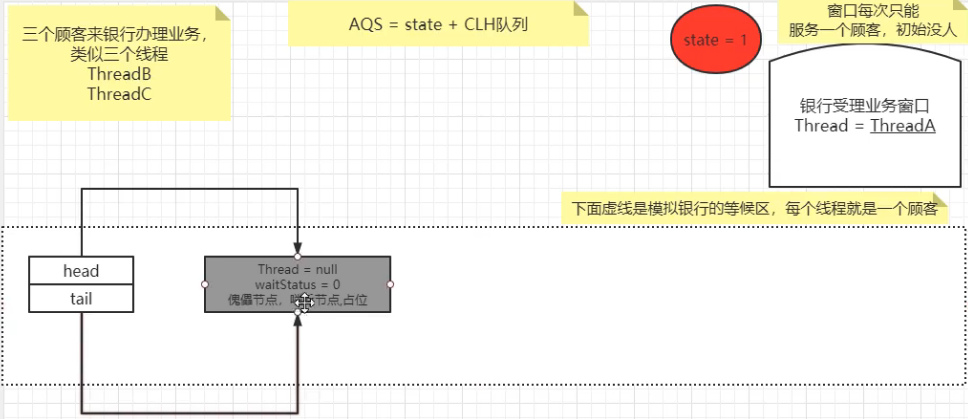 三个顾客来银行办理业务，
类似三个线程
ThreadB
ThreadC
AQS = state + CLH队列
state = 1
窗口每次只能
服务一个顾客，初始没人
银行受理业务窗口
Thread = ThreadA
下面虚线是模拟银行的等候区，每个线程就是一个顾客
head
tail
Thread = null
waitStatus = 0
傀儡节点，节点,占位